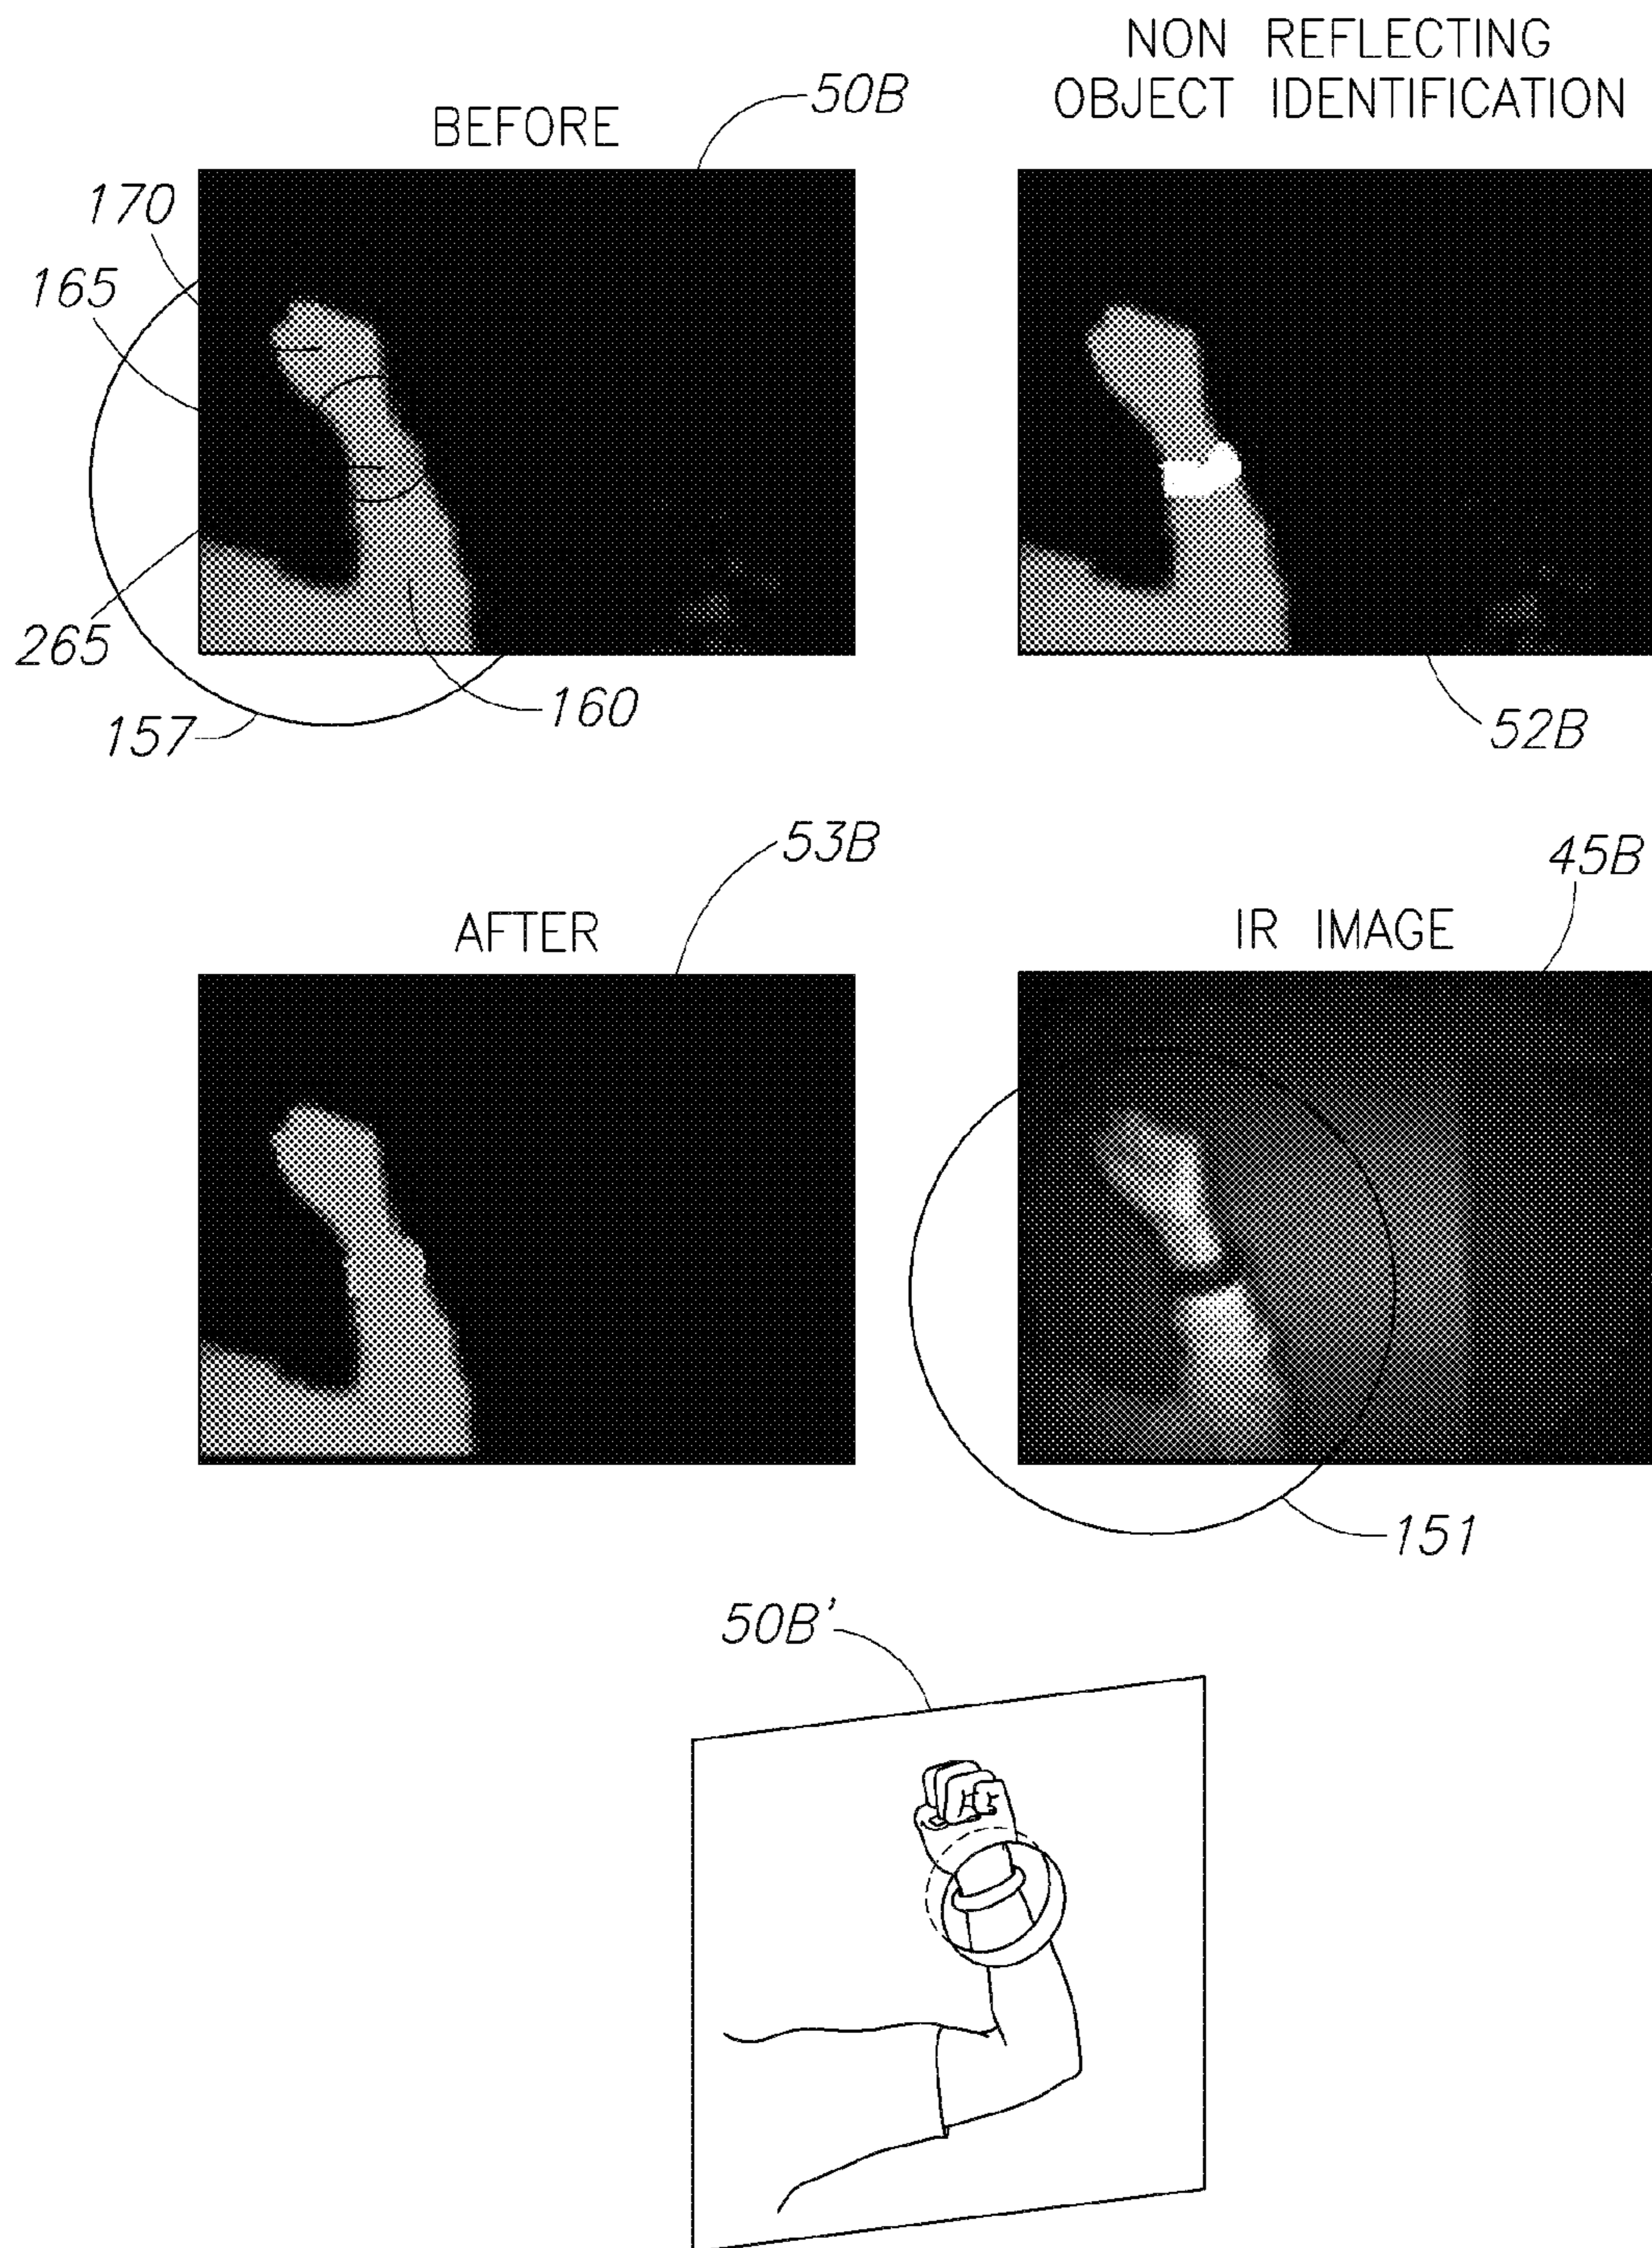 NON REFLECTING
OBJECT IDENTIFICATION
BEFORE
50B
170
165
265
157
160
52B
53B
45B
AFTER
IR IMAGE
151
50B'